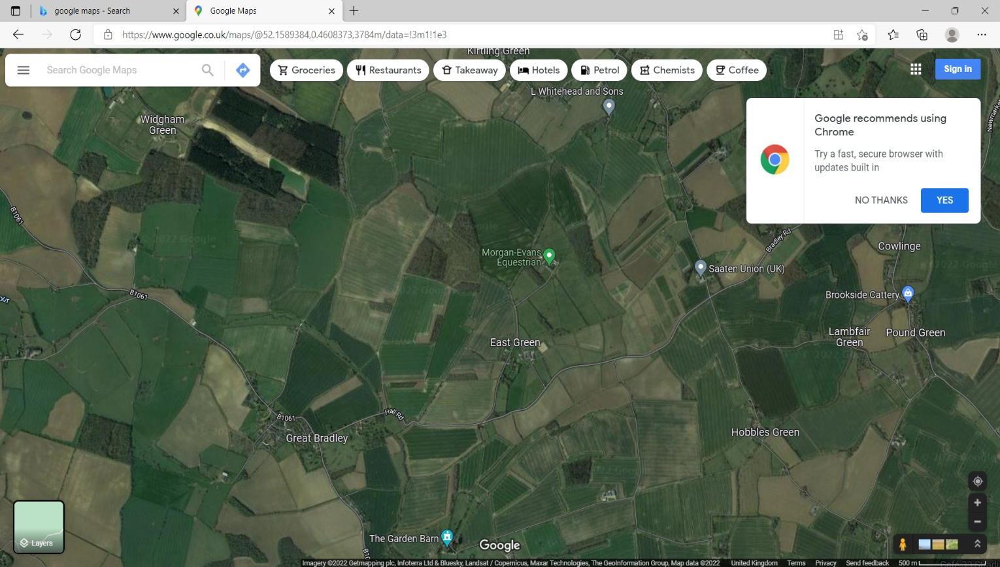 google maps - Search
Google Maps
https://www.google.co.uk/maps/@52.1589384,0.4608373,3784m/data=!3m1!1e3
Kirtling Green
Search Google Maps
Groceries
Restaurants
Takeaway
Hotels
Petrol
Chemists
Coffee
Sign in
L Whitehead and Sons
Widgham
Green
Newmarket
Google recommends using
Chrome
Try a fast, secure browser with
updates built in
NO THANKS
YES
B1061
Bradley Rd
Cowlinge
Morgan-Evans
Equestrian
Saaten Union (UK)
B1061
Brookside Cattery
Lambfair
Green
Pound Green
East Green
Hall Rd
B1061
Great Bradley
Hobbles Green
The Garden Barn
B10
Google
Layers
Imagery ©2022 Getmapping plc, Infoterra Ltd & Bluesky, Landsat / Copernicus, Maxar Technologies, The GeoInformation Group, Map data ©2022
United Kingdom
Terms
Privacy
Send feedback
500 m